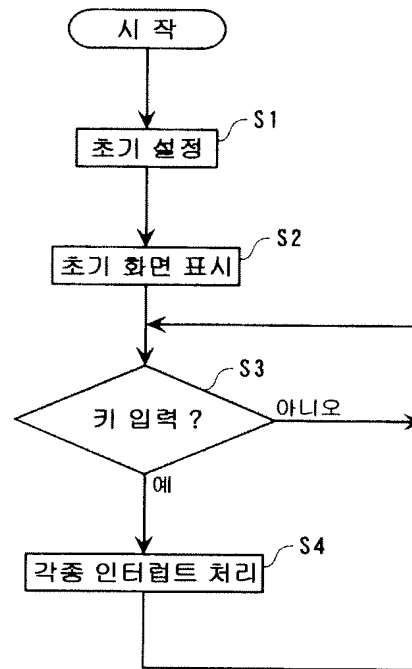 시 작
S1
초기 설정
S2
초기 화면 표시
S3
키 입력 ?
아니오
예
S4
각종 인터럽트 처리